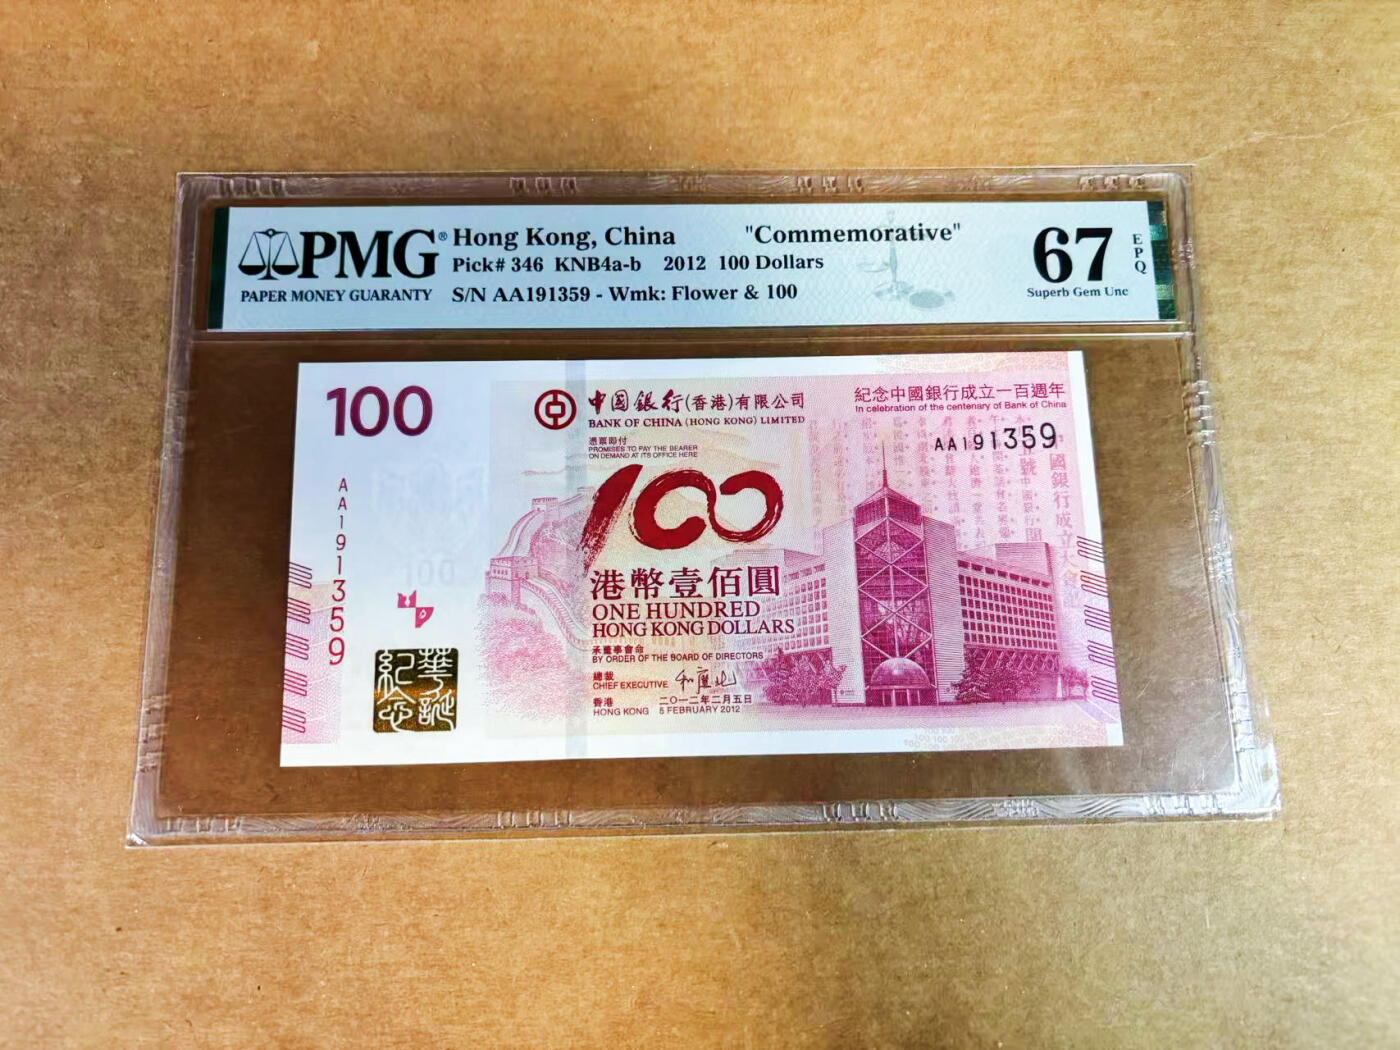 PMG®
PAPER MONEY GUARANTY
Hong Kong, China "Commemorative"
Pick# 346 KNB4a-b 2012 100 Dollars
S/N AA191359 - Wmk: Flower & 100
67
EPQ
Superb Gem Unc
100
AA191359
100
華誕紀念
中國銀行(香港)有限公司
BANK OF CHINA (HONG KONG) LIMITED
憑票即付
PROMISES TO PAY THE BEARER
ON DEMAND AT ITS OFFICE HERE
紀念中國銀行成立一百週年
In celebration of the centenary of Bank of China
AA191359
100
港幣壹佰圓
ONE HUNDRED
HONG KONG DOLLARS
承董事會命
BY ORDER OF THE BOARD OF DIRECTORS
總裁
CHIEF EXECUTIVE
香港 二〇一二年二月五日
HONG KONG 5 FEBRUARY 2012